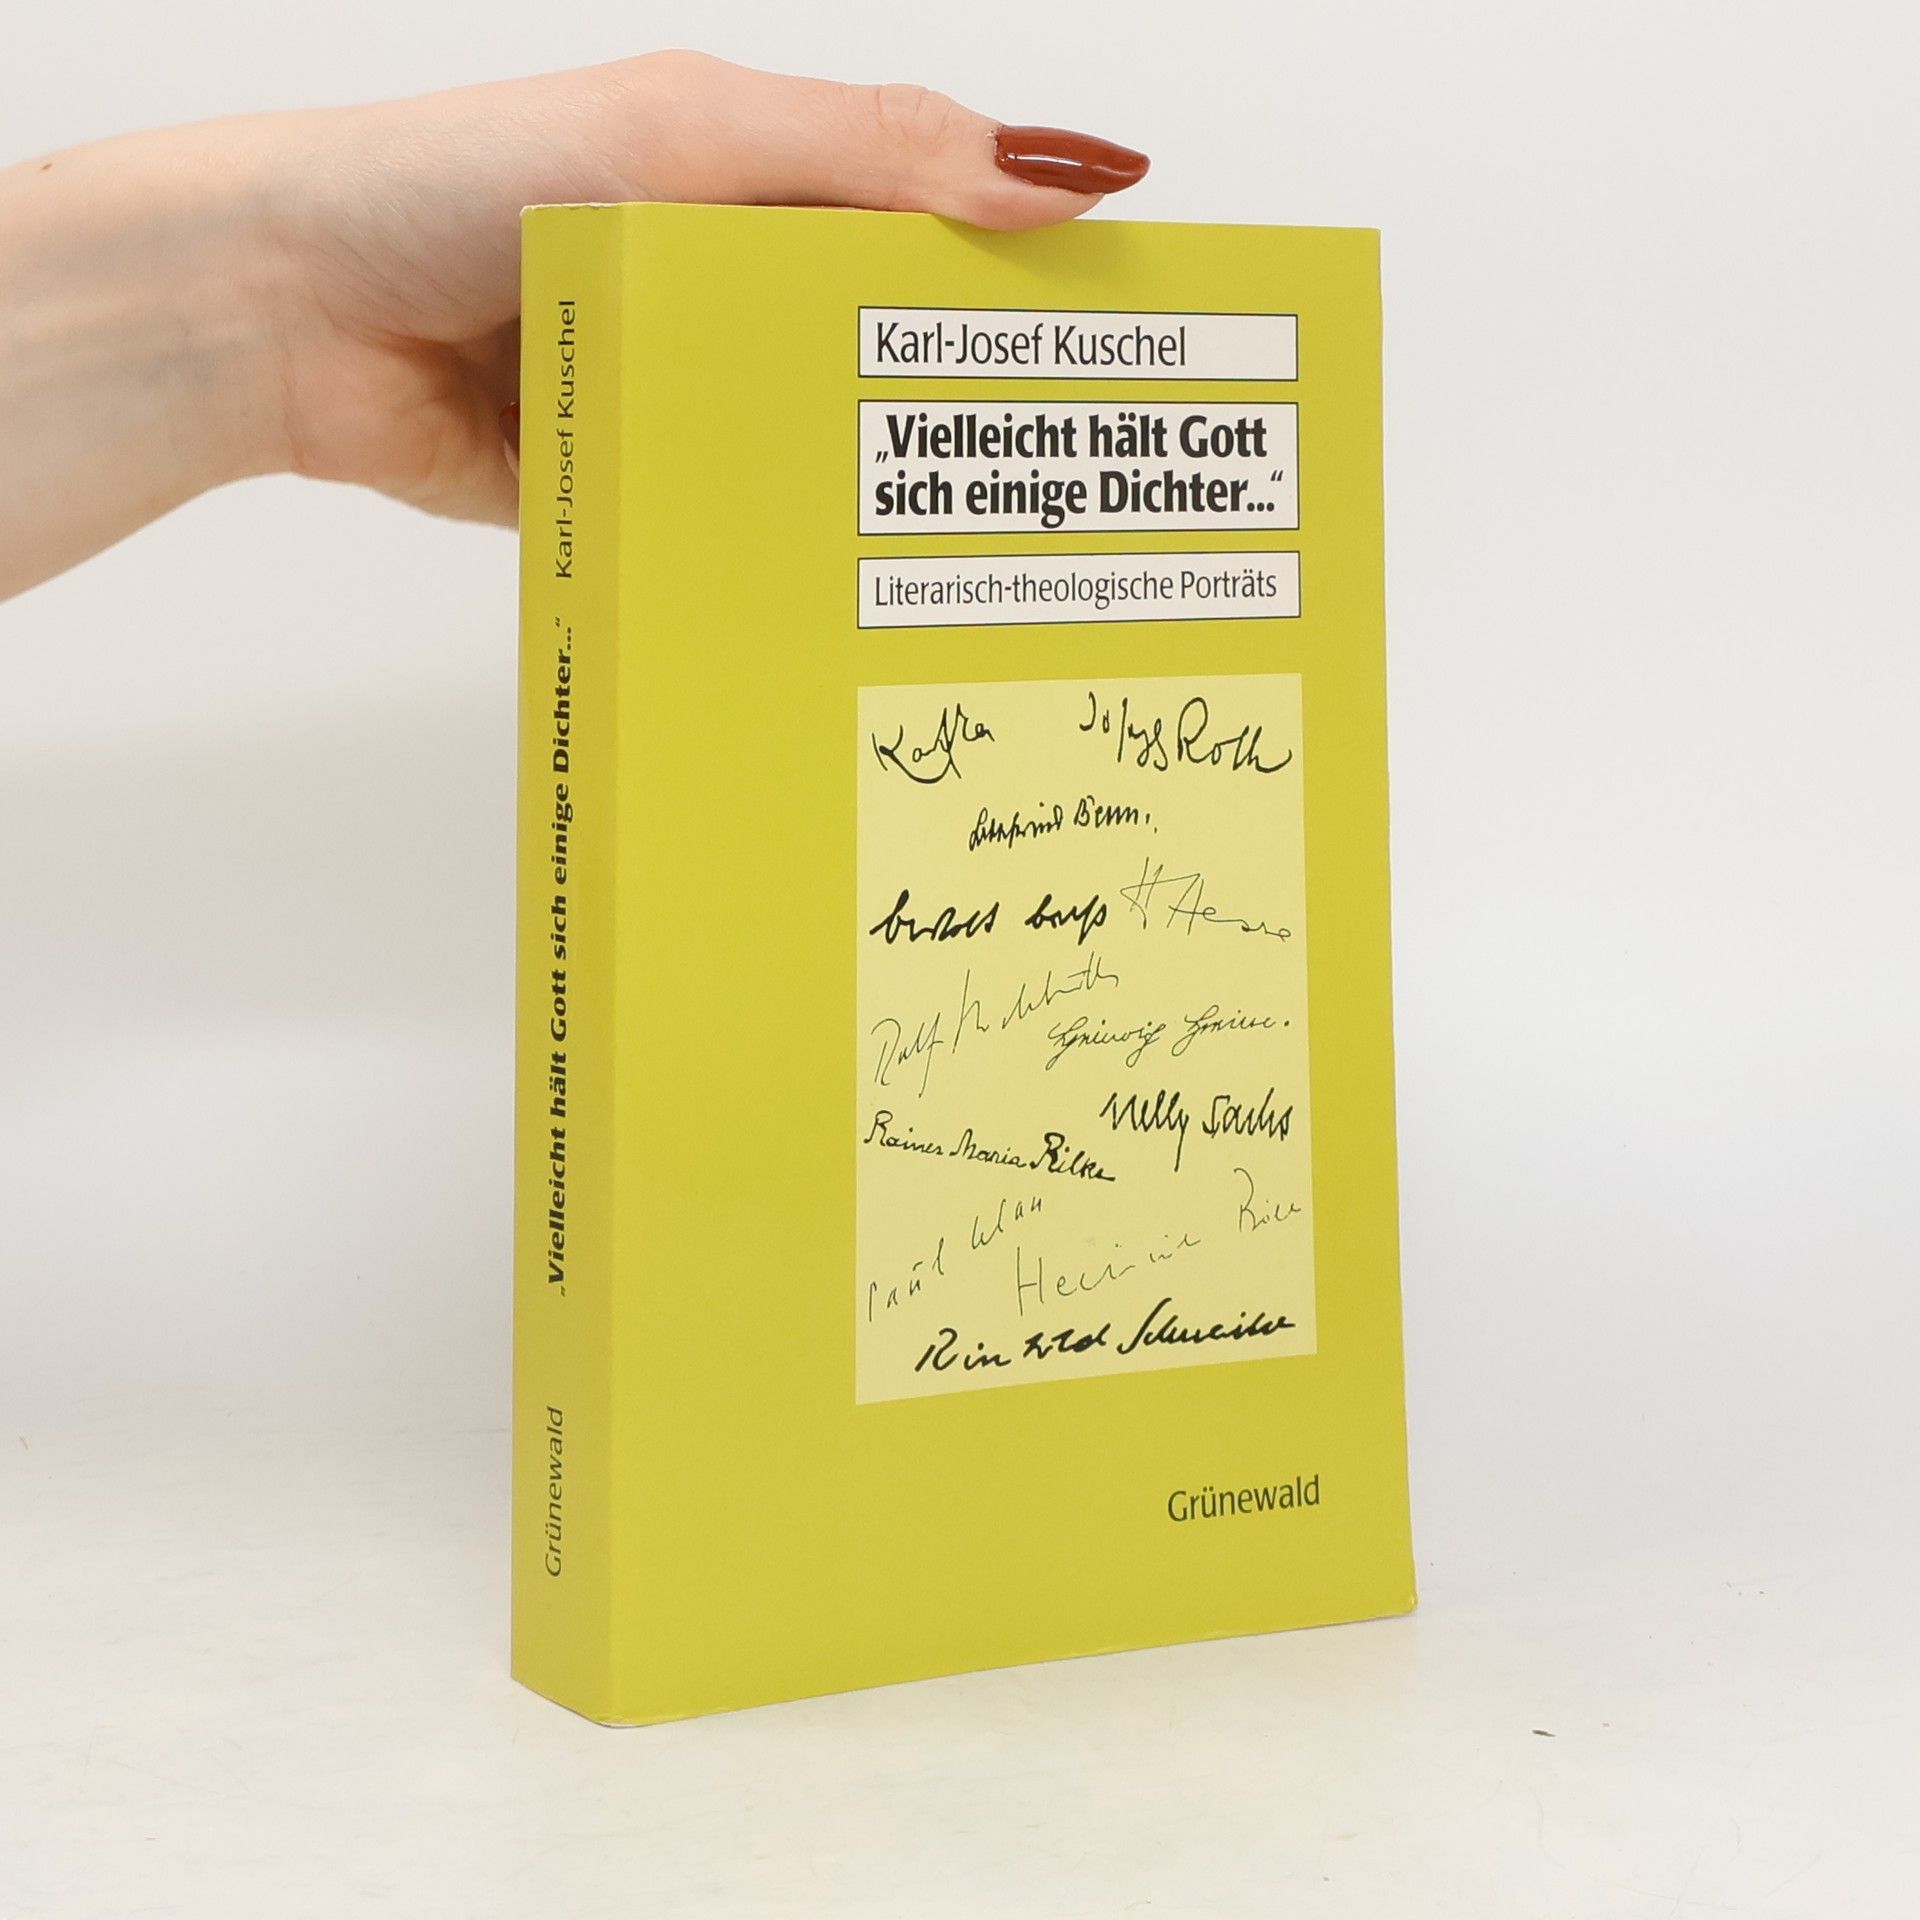 Karl-Josef Kuschel
„Vielleicht hält Gott
sich einige Dichter..."
Literarisch-theologische Porträts
Kafka
Joseph Roth
Gottfried Benn.
bertolt brecht
H Hesse
Rolf Hochhuth
Nelly Sachs
Rainer Maria Rilke
Paul Celan
Heinrich Böll
Reinhold Schneider
Grünewald
Karl-Josef Kuschel
„Vielleicht hält Gott sich einige Dichter..."
Grünewald